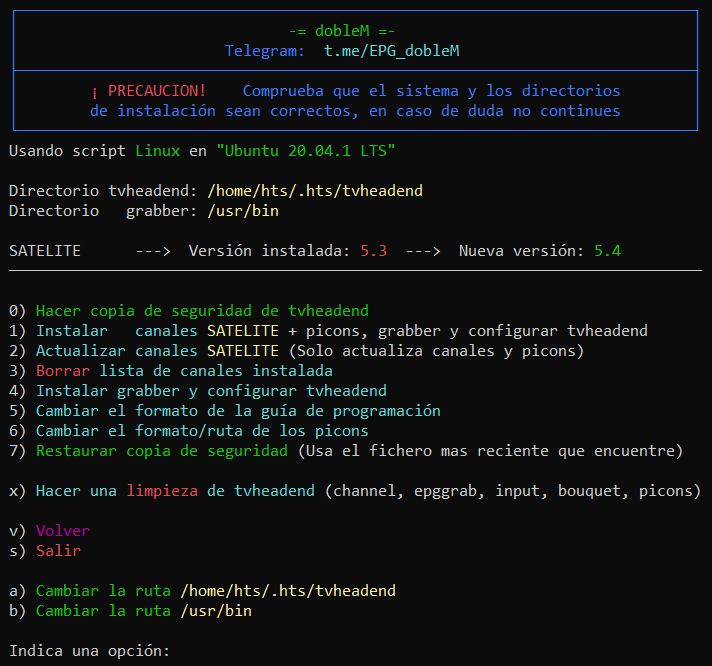 -= dobleM =-
Telegram: t.me/EPG_dobleM
¡ PRECAUCION! Comprueba que el sistema y los directorios
de instalación sean correctos, en caso de duda no continues
Usando script Linux en "Ubuntu 20.04.1 LTS"
Directorio tvheadend: /home/hts/.hts/tvheadend
Directorio grabber: /usr/bin
SATELITE ---> Versión instalada: 5.3 ---> Nueva versión: 5.4
0) Hacer copia de seguridad de tvheadend
1) Instalar canales SATELITE + picons, grabber y configurar tvheadend
2) Actualizar canales SATELITE (Solo actualiza canales y picons)
3) Borrar lista de canales instalada
4) Instalar grabber y configurar tvheadend
5) Cambiar el formato de la guía de programación
6) Cambiar el formato/ruta de los picons
7) Restaurar copia de seguridad (Usa el fichero mas reciente que encuentre)
x) Hacer una limpieza de tvheadend (channel, epggrab, input, bouquet, picons)
v) Volver
s) Salir
a) Cambiar la ruta /home/hts/.hts/tvheadend
b) Cambiar la ruta /usr/bin
Indica una opción: